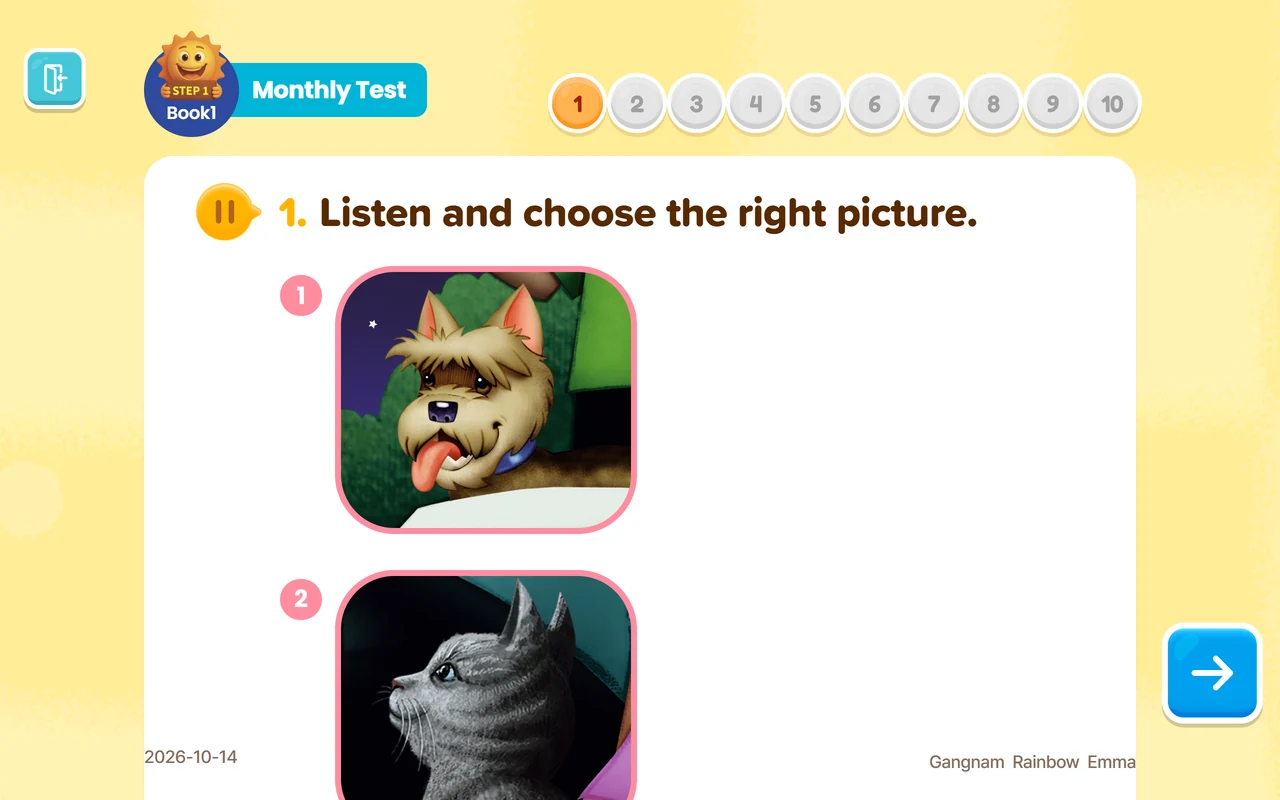 STEP 1
Book1
Monthly Test
1 2 3 4 5 6 7 8 9 10
1. Listen and choose the right picture.
1
2
2026-10-14
Gangnam Rainbow Emma